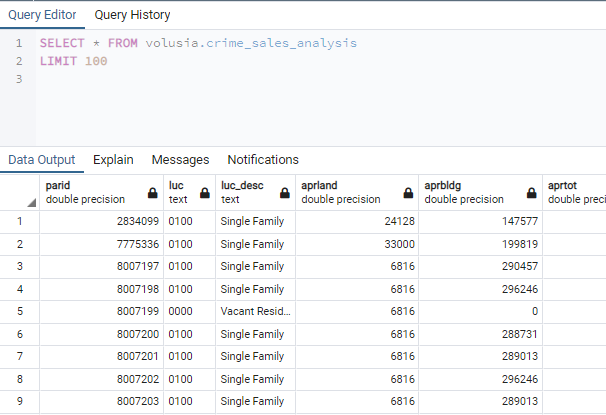 Query Editor Query History
1 SELECT * FROM volusia.crime_sales_analysis
2 LIMIT 100
3
Data Output Explain Messages Notifications
parid luc luc_desc aprland aprbldg aprtot
double precision text text double precision double precision double preci
1 2834099 0100 Single Family 24128 147577
2 7775336 0100 Single Family 33000 199819
3 8007197 0100 Single Family 6816 290457
4 8007198 0100 Single Family 6816 296246
5 8007199 0000 Vacant Resid... 6816 0
6 8007200 0100 Single Family 6816 288731
7 8007201 0100 Single Family 6816 289013
8 8007202 0100 Single Family 6816 296246
9 8007203 0100 Single Family 6816 289013